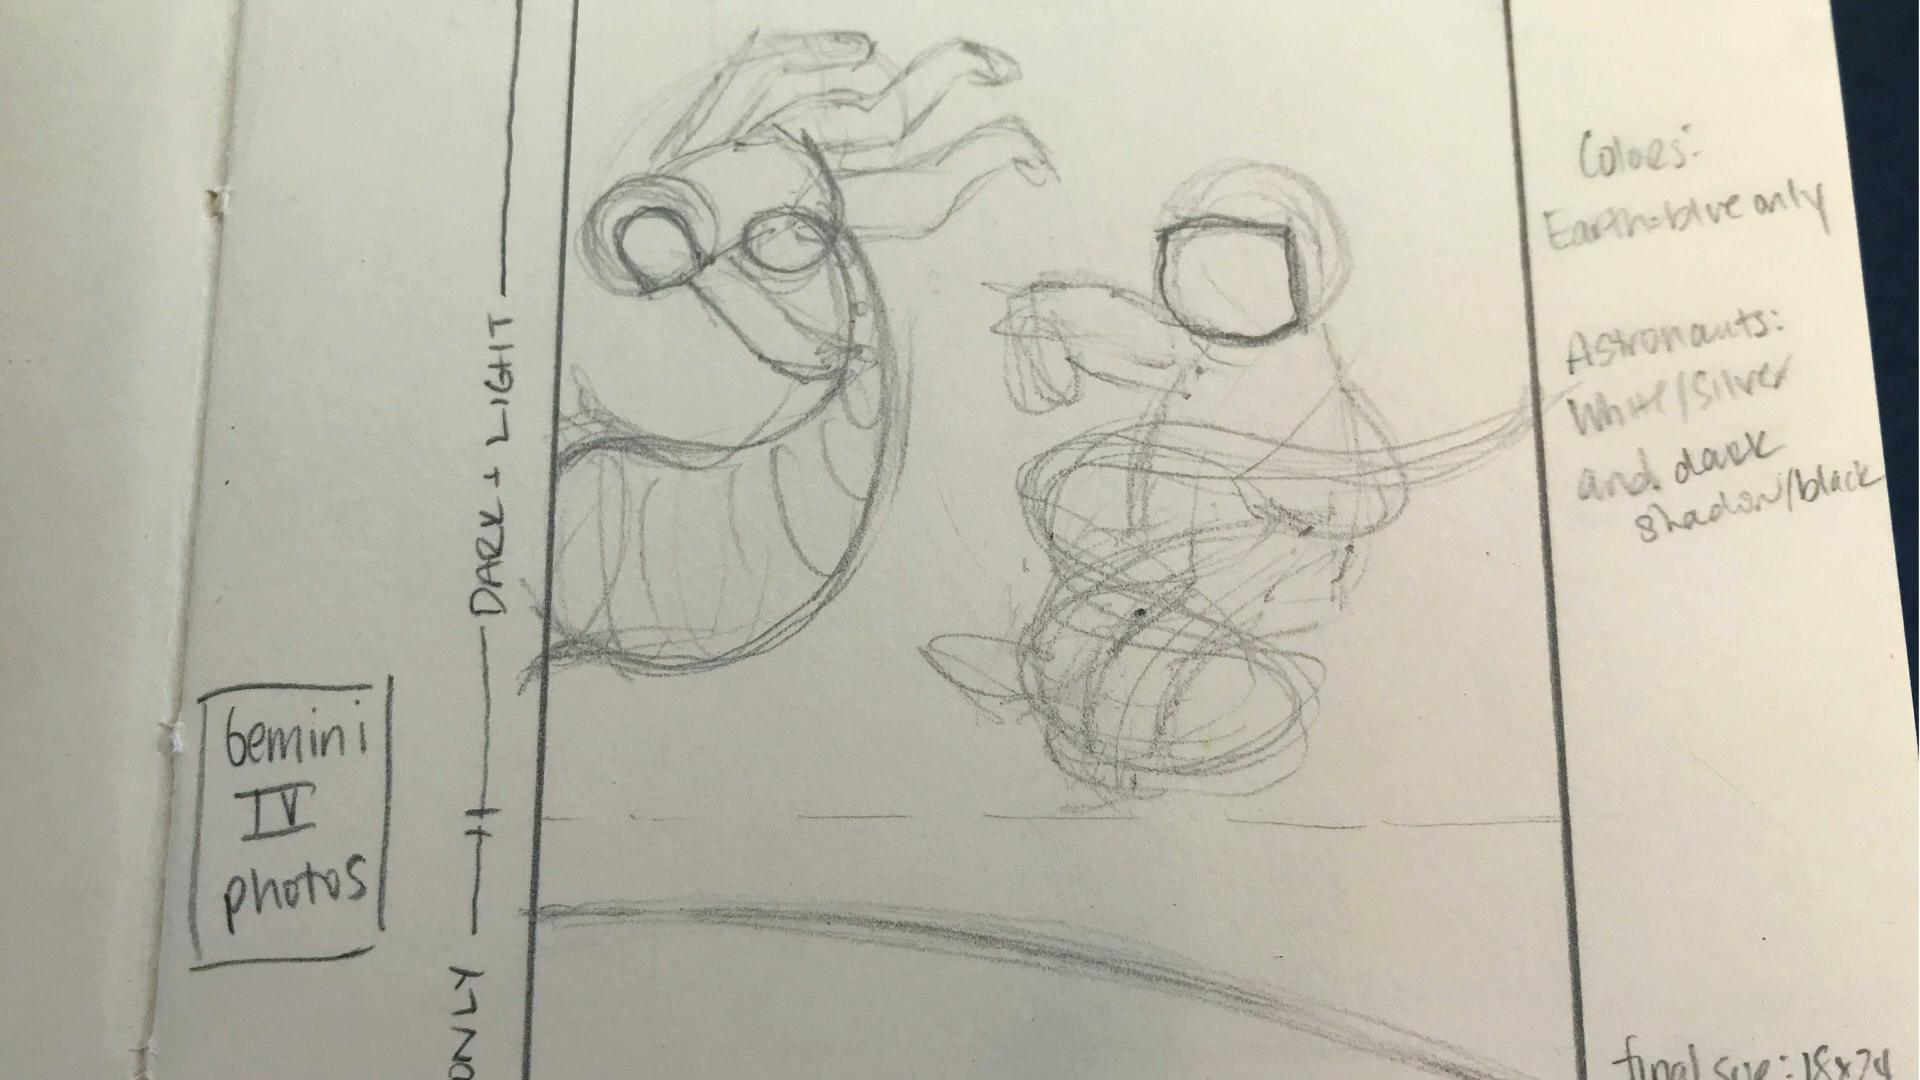 Gemini
IV
photos
ONLY
DARK + LIGHT
Colors:
Earth=blue only
Astronauts:
White/Silver
and dark
shadow/black
final size: 18x24